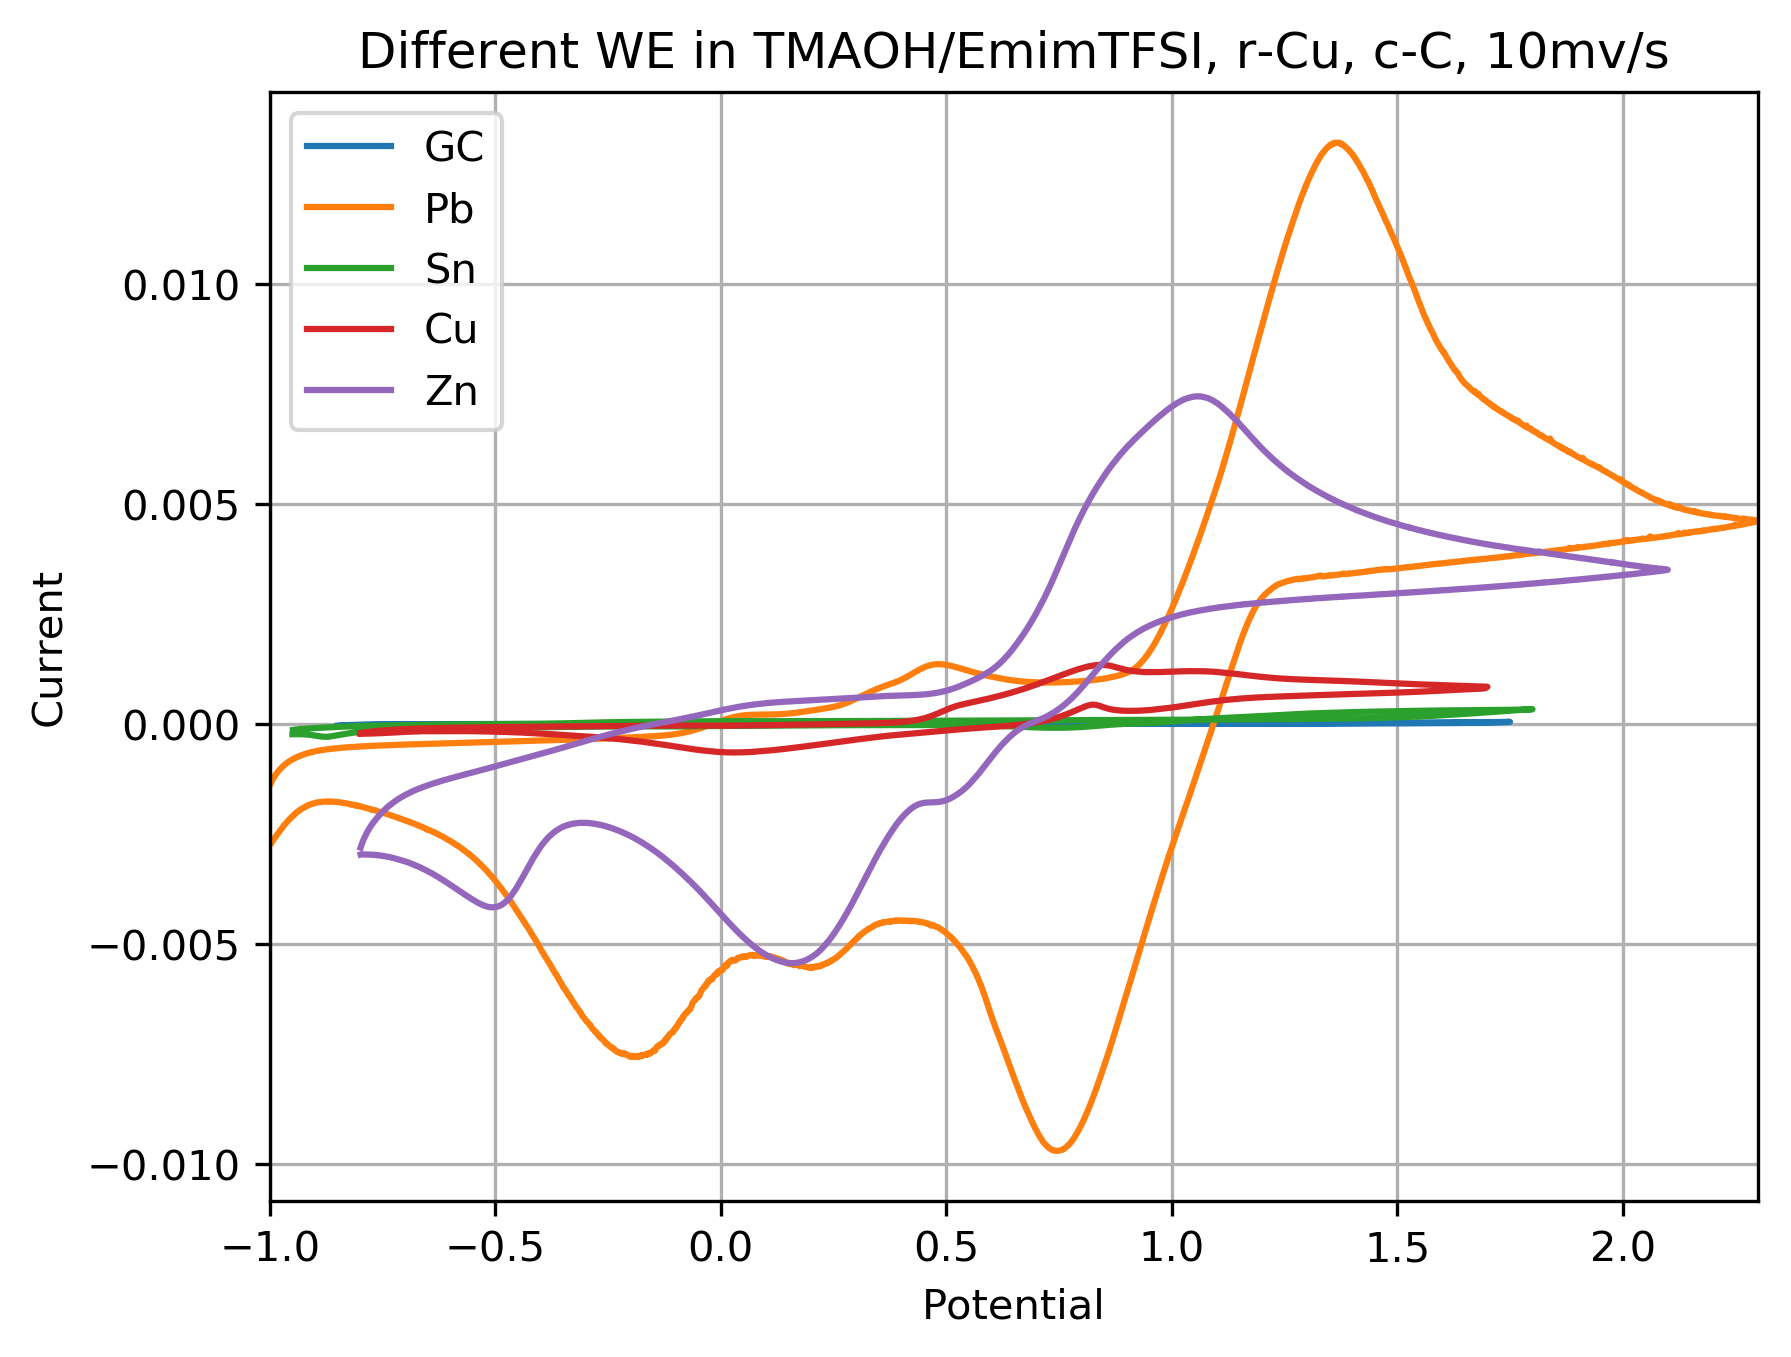 Different WE in TMAOH/EmimTFSI, r-Cu, c-C, 10mv/s
GC
Pb
Sn
Cu
Zn
0.010
0.005
0.000
−0.005
−0.010
Current
−1.0 −0.5 0.0 0.5 1.0 1.5 2.0
Potential